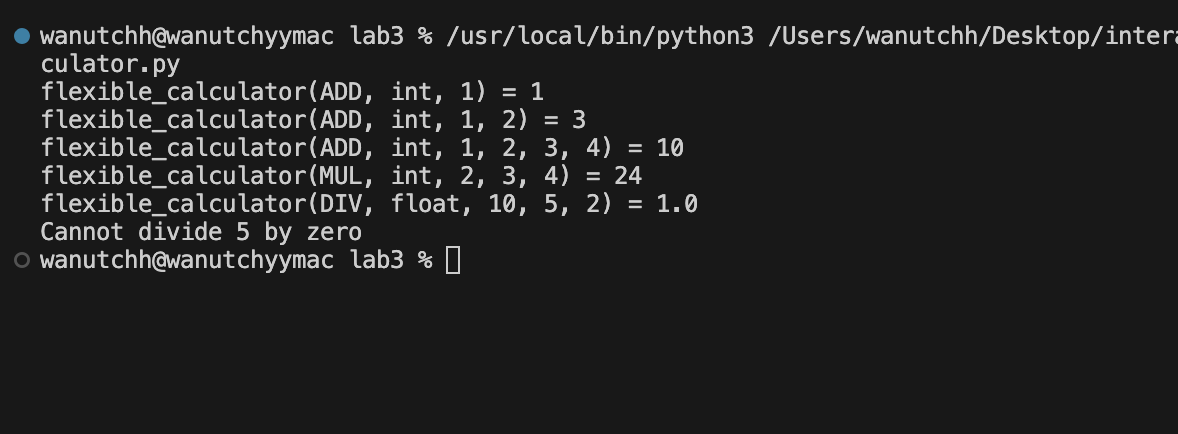 wanutchh@wanutchyymac lab3 % /usr/local/bin/python3 /Users/wanutchh/Desktop/intera
culator.py
flexible_calculator(ADD, int, 1) = 1
flexible_calculator(ADD, int, 1, 2) = 3
flexible_calculator(ADD, int, 1, 2, 3, 4) = 10
flexible_calculator(MUL, int, 2, 3, 4) = 24
flexible_calculator(DIV, float, 10, 5, 2) = 1.0
Cannot divide 5 by zero
wanutchh@wanutchyymac lab3 %